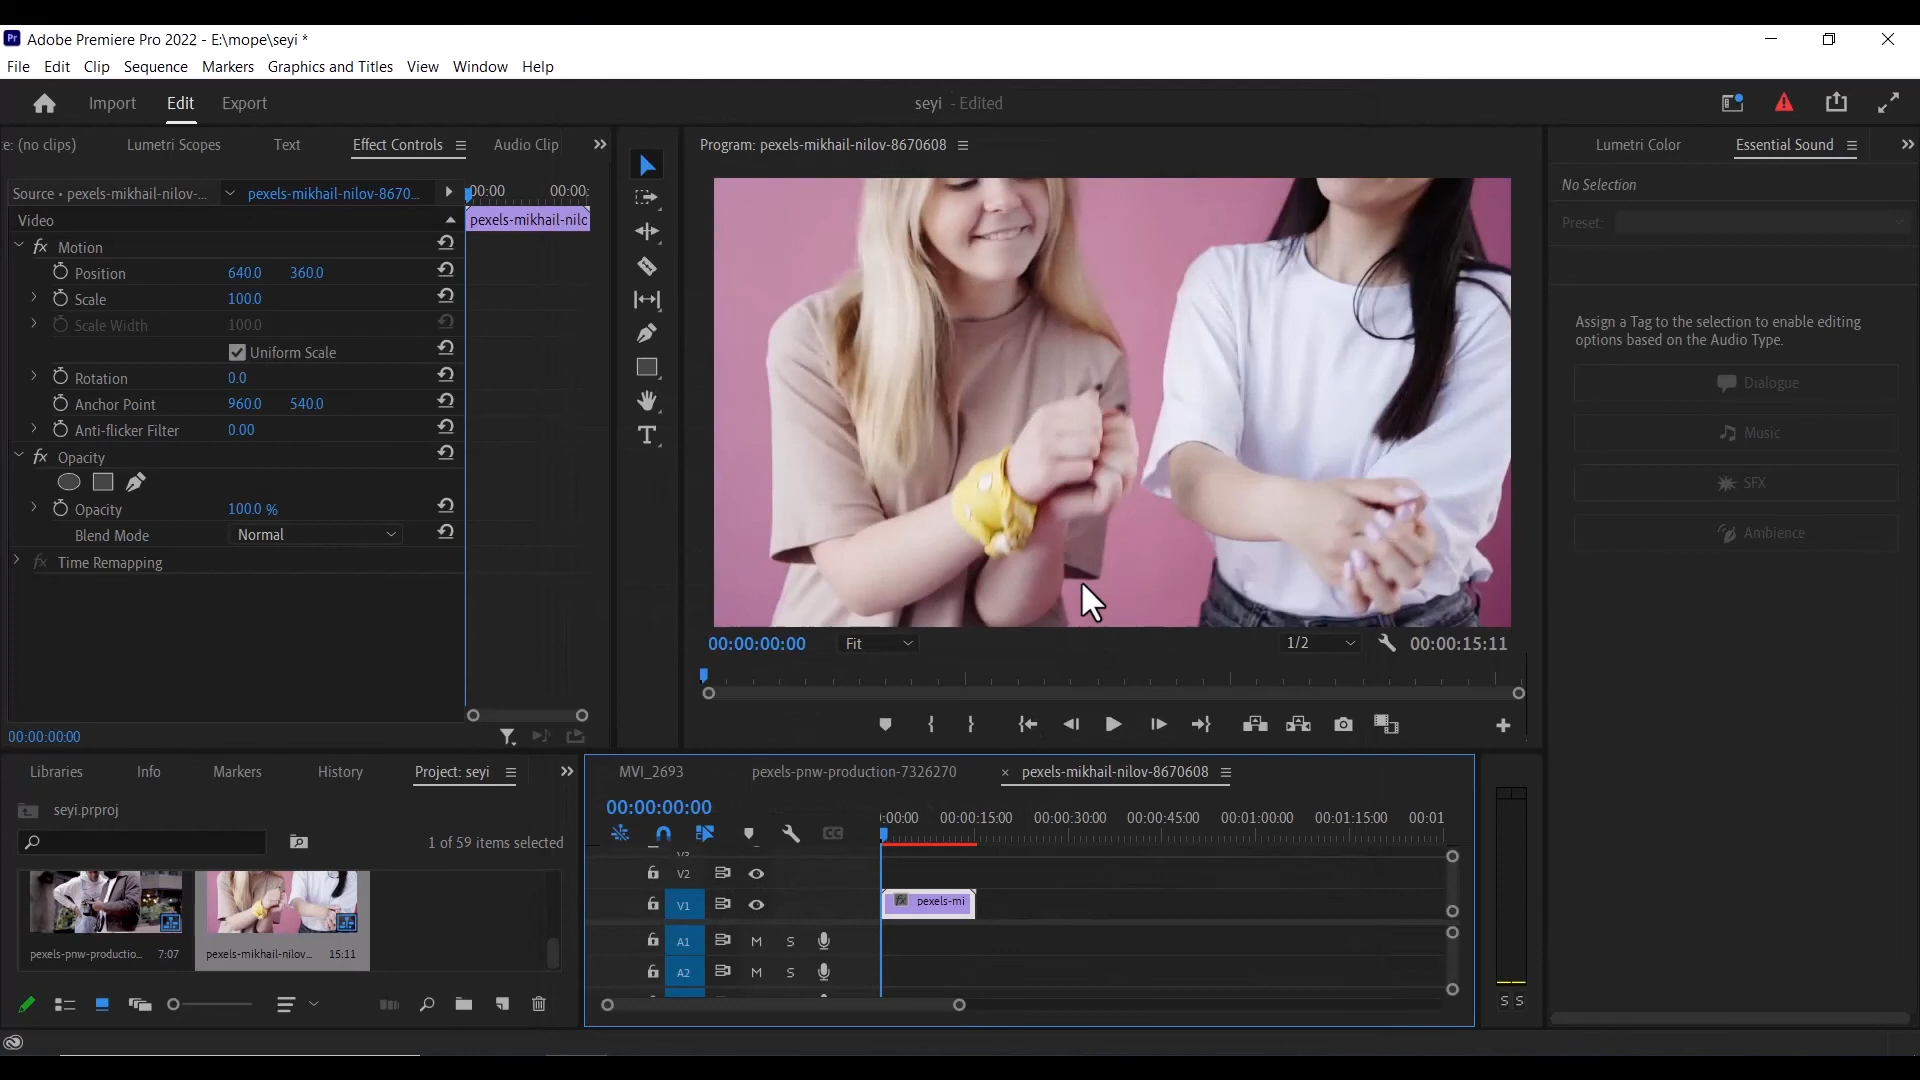 Adobe Premiere Pro 2022 - E:\mope\seyi *
File Edit Clip Sequence Markers Graphics and Titles View Window Help
Import Edit Export
seyi - Edited
e: (no clips) Lumetri Scopes Text Effect Controls Audio Clip
Program: pexels-mikhail-nilov-8670608
Lumetri Color Essential Sound
Source • pexels-mikhail-nilov-... pexels-mikhail-nilov-8670...
00:00 00:00:
No Selection
Video
pexels-mikhail-nilo
Preset:
Motion
Position 640.0 360.0
Scale 100.0
Scale Width 100.0
Uniform Scale
Rotation 0.0
Anchor Point 960.0 540.0
Anti-flicker Filter 0.00
Opacity
Opacity 100.0 %
Blend Mode Normal
Time Remapping
00:00:00:00
T
Assign a Tag to the selection to enable editing
options based on the Audio Type.
Dialogue
Music
SFX
Ambience
00:00:00:00 Fit 1/2 00:00:15:11
Libraries Info Markers History Project: seyi
seyi.prproj
1 of 59 items selected
pexels-pnw-productio... 7:07
pexels-mikhail-nilov... 15:11
MVI_2693 pexels-pnw-production-7326270 × pexels-mikhail-nilov-8670608
00:00:00:00
:00:00 00:00:15:00 00:00:30:00 00:00:45:00 00:01:00:00 00:01:15:00 00:01
CC
V3
V2
V1 fx pexels-mi
A1 M S
A2 M S
S S